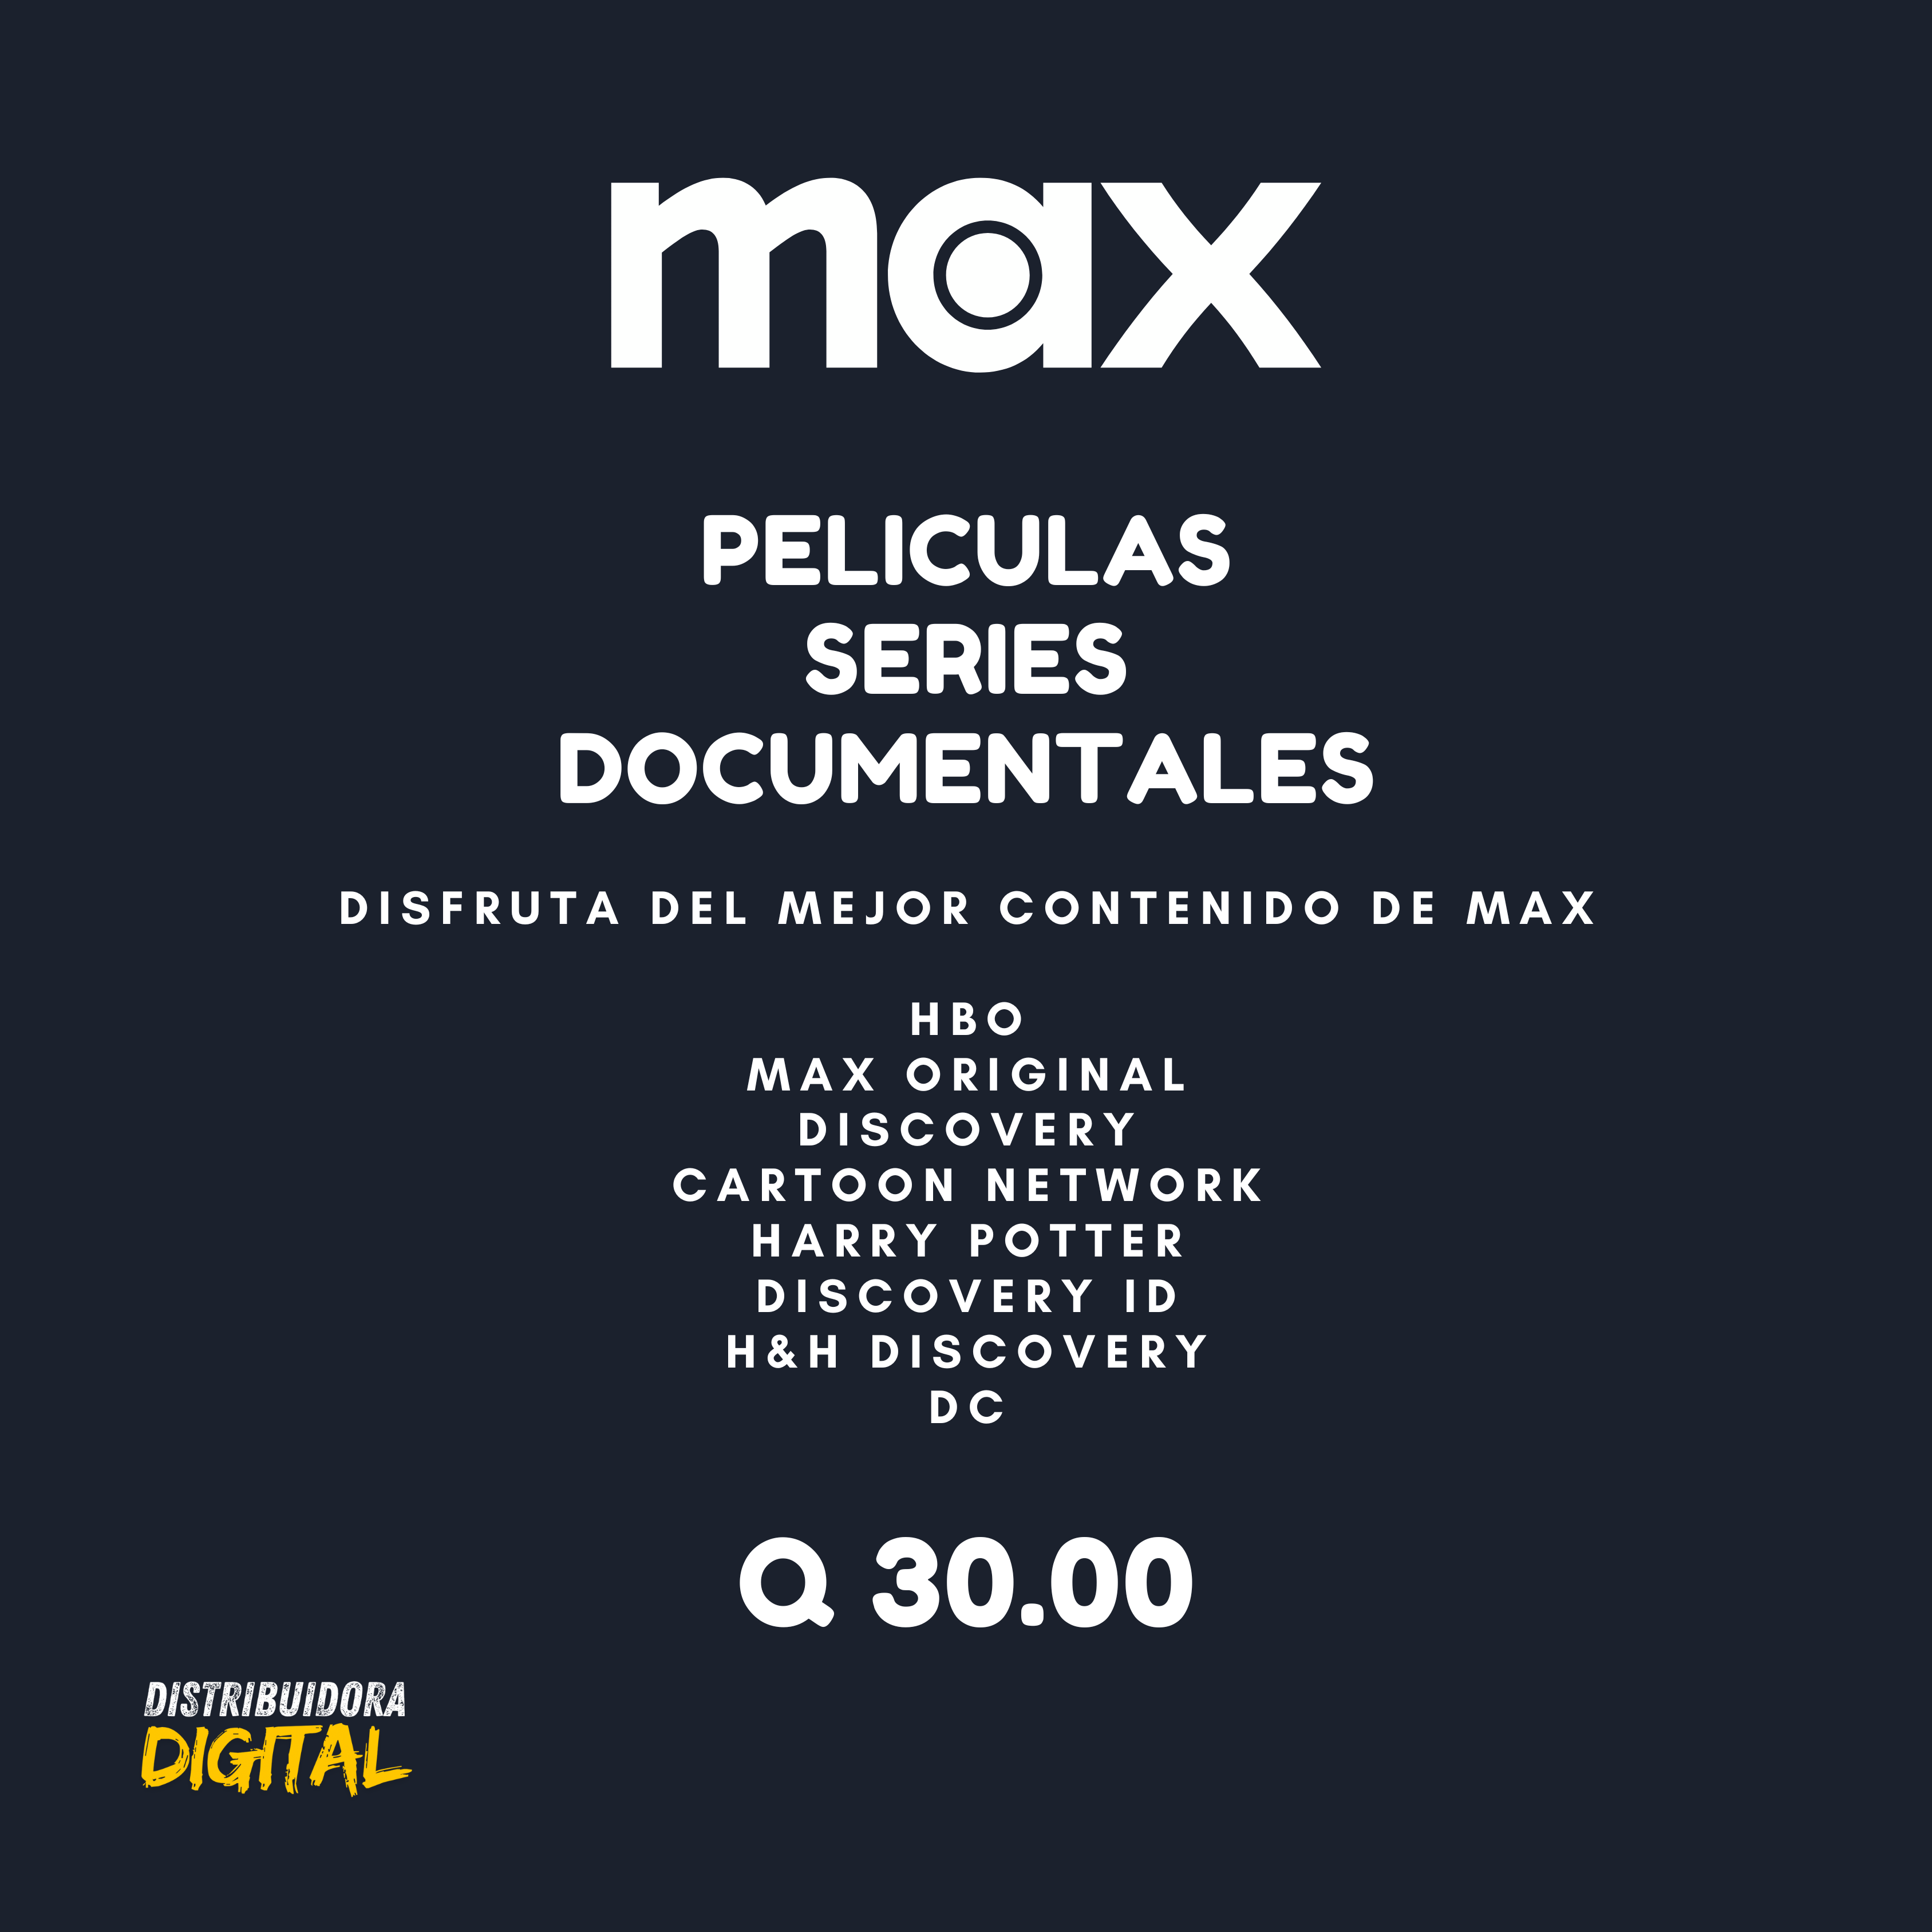 max
PELICULAS
SERIES
DOCUMENTALES
DISFRUTA DEL MEJOR CONTENIDO DE MAX
HBO
MAX ORIGINAL
DISCOVERY
CARTOON NETWORK
HARRY POTTER
DISCOVERY ID
H&H DISCOVERY
DC
Q 30.00
DISTRIBUIDORA
DIGITAL